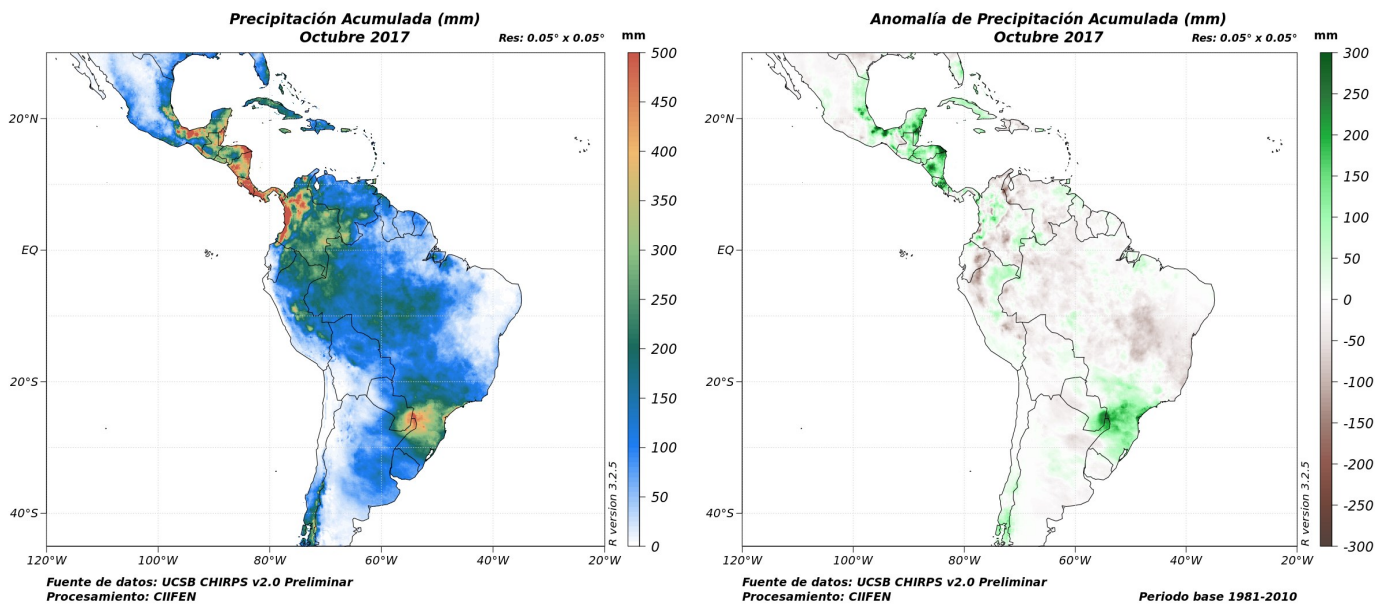 Precipitación Acumulada (mm)
Octubre 2017
Res: 0.05° x 0.05°
mm
500
450
400
350
300
250
200
150
100
50
0
20°N
EQ
20°S
40°S
120°W
100°W
80°W
60°W
40°W
20°W
R version 3.2.5
Fuente de datos: UCSB CHIRPS v2.0 Preliminar
Procesamiento: CIIFEN
Anomalía de Precipitación Acumulada (mm)
Octubre 2017
Res: 0.05° x 0.05°
mm
300
250
200
150
100
50
0
-50
-100
-150
-200
-250
-300
20°N
EQ
20°S
40°S
120°W
100°W
80°W
60°W
40°W
20°W
R version 3.2.5
Fuente de datos: UCSB CHIRPS v2.0 Preliminar
Procesamiento: CIIFEN
Periodo base 1981-2010